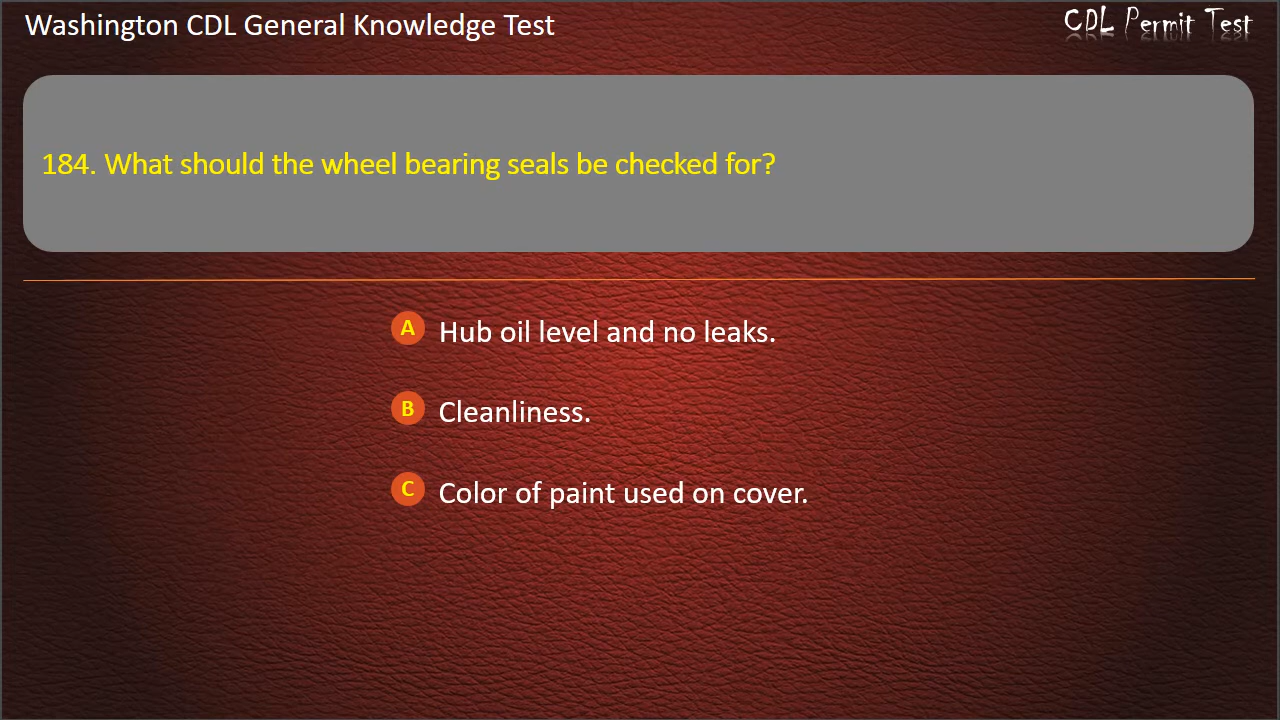 Washington CDL General Knowledge Test
CDL Permit Test
184. What should the wheel bearing seals be checked for?
A Hub oil level and no leaks.
B Cleanliness.
C Color of paint used on cover.